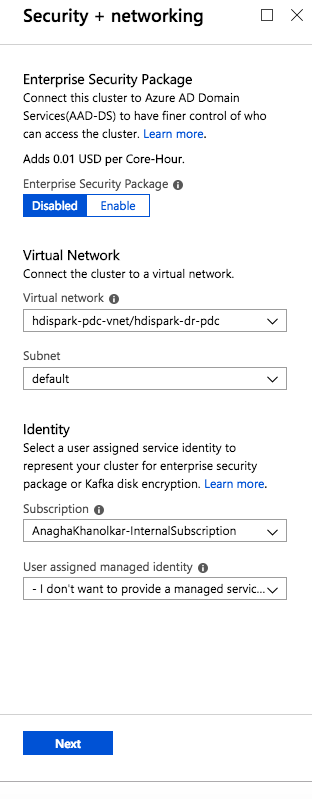 Security + networking
Enterprise Security Package
Connect this cluster to Azure AD Domain
Services(AAD-DS) to have finer control of who
can access the cluster. Learn more.
Adds 0.01 USD per Core-Hour.
Enterprise Security Package
Disabled Enable
Virtual Network
Connect the cluster to a virtual network.
Virtual network
hdispark-pdc-vnet/hdispark-dr-pdc
Subnet
default
Identity
Select a user assigned service identity to
represent your cluster for enterprise security
package or Kafka disk encryption. Learn more.
Subscription
AnaghaKhanolkar-InternalSubscription
User assigned managed identity
- I don't want to provide a managed servic...
Next